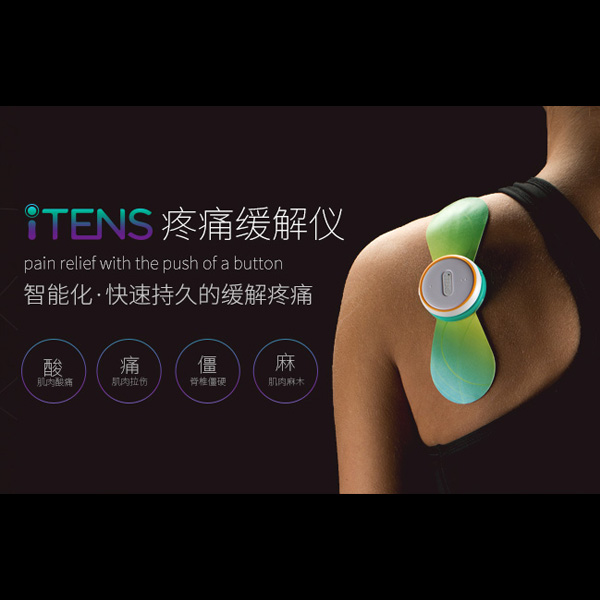 iTENS 疼痛缓解仪
pain relief with the push of a button
智能化·快速持久的缓解疼痛
酸
肌肉酸痛
痛
肌肉拉伤
僵
脊椎僵硬
麻
肌肉麻木